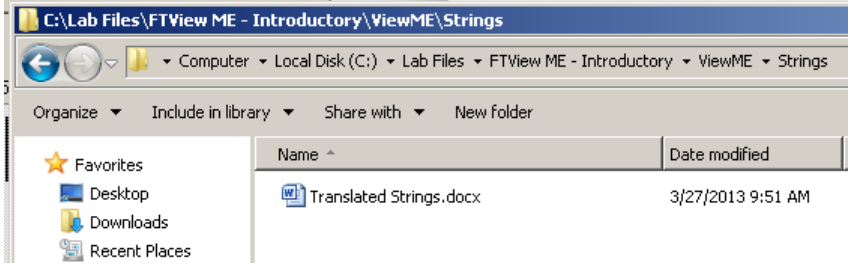 C:\Lab Files\FTView ME - Introductory\ViewME\Strings
Computer Local Disk (C:) Lab Files FTView ME - Introductory ViewME Strings
Organize Include in library Share with New folder
Favorites
Desktop
Downloads
Recent Places
Name Date modified
Translated Strings.docx 3/27/2013 9:51 AM